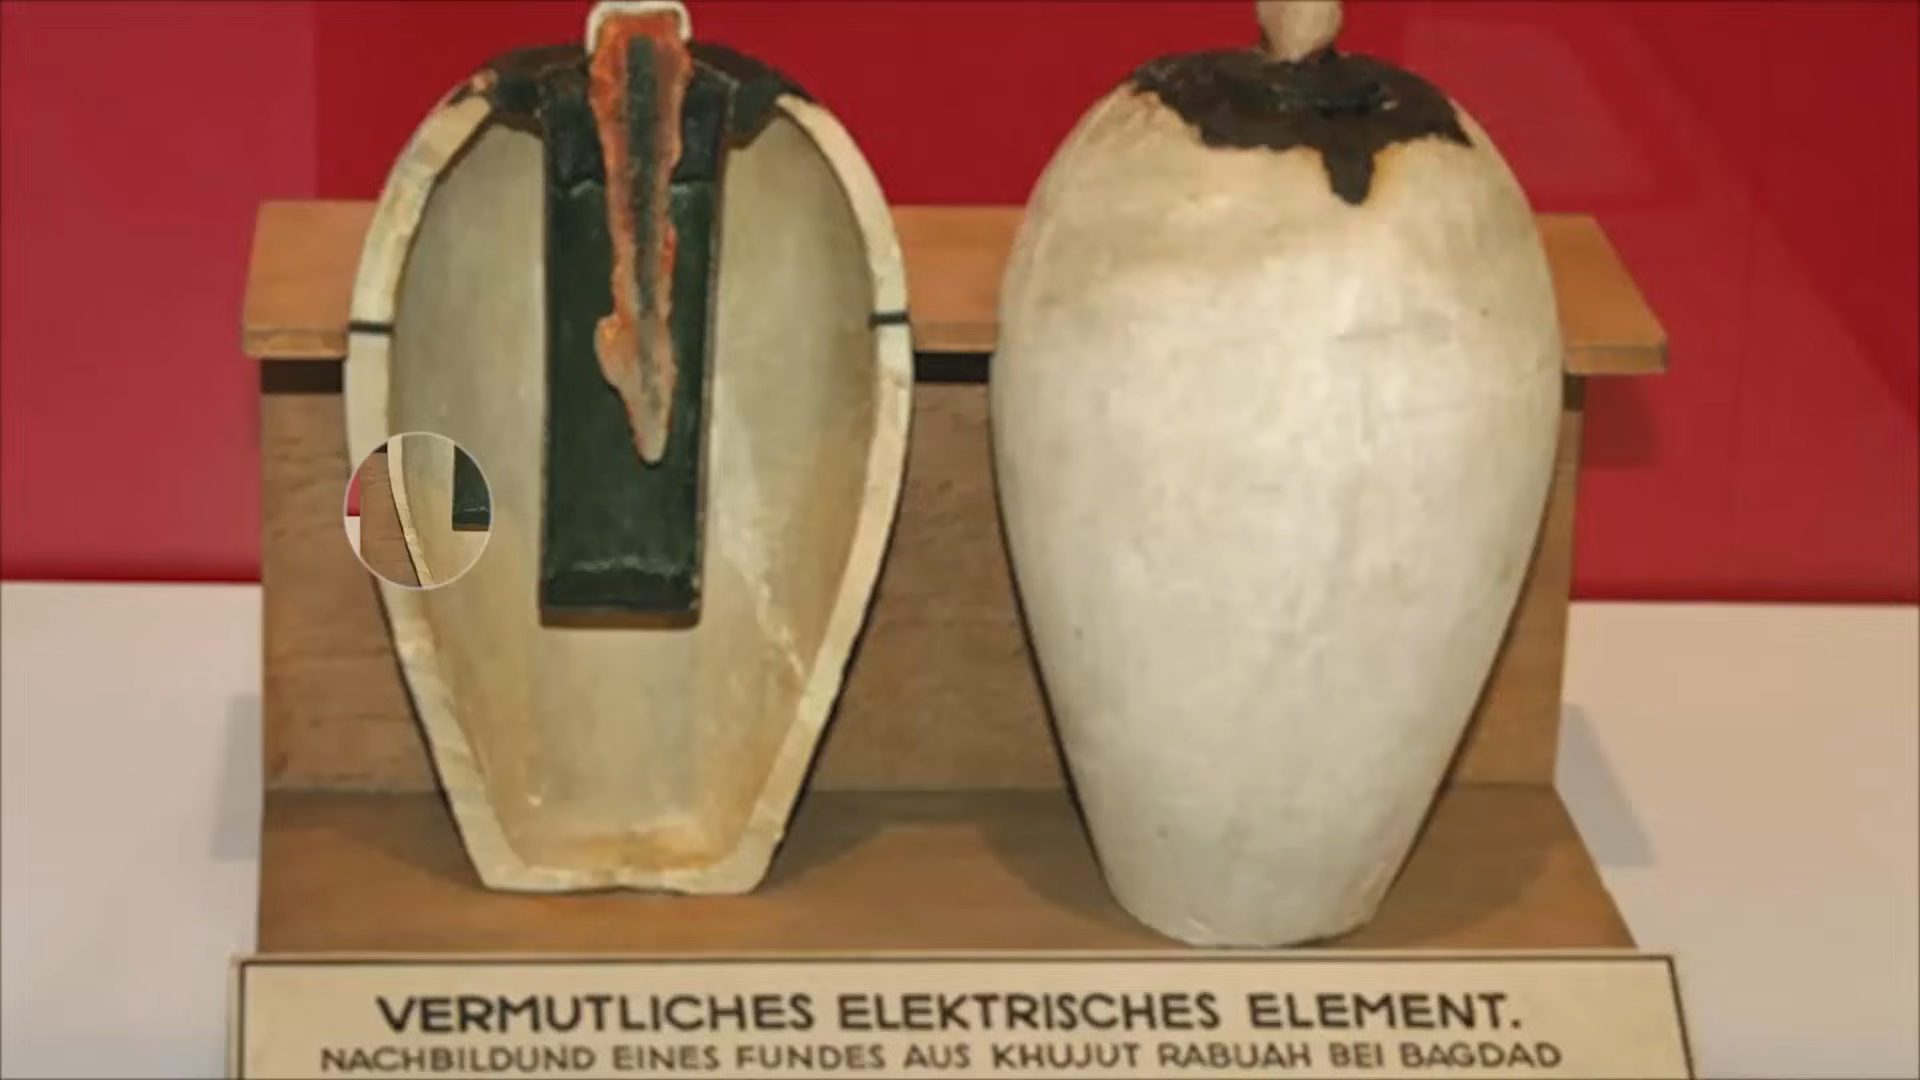 VERMUTLICHES ELEKTRISCHES ELEMENT.
NACHBILDUND EINES FUNDES AUS KHUJUT RABUAH BEI BAGDAD